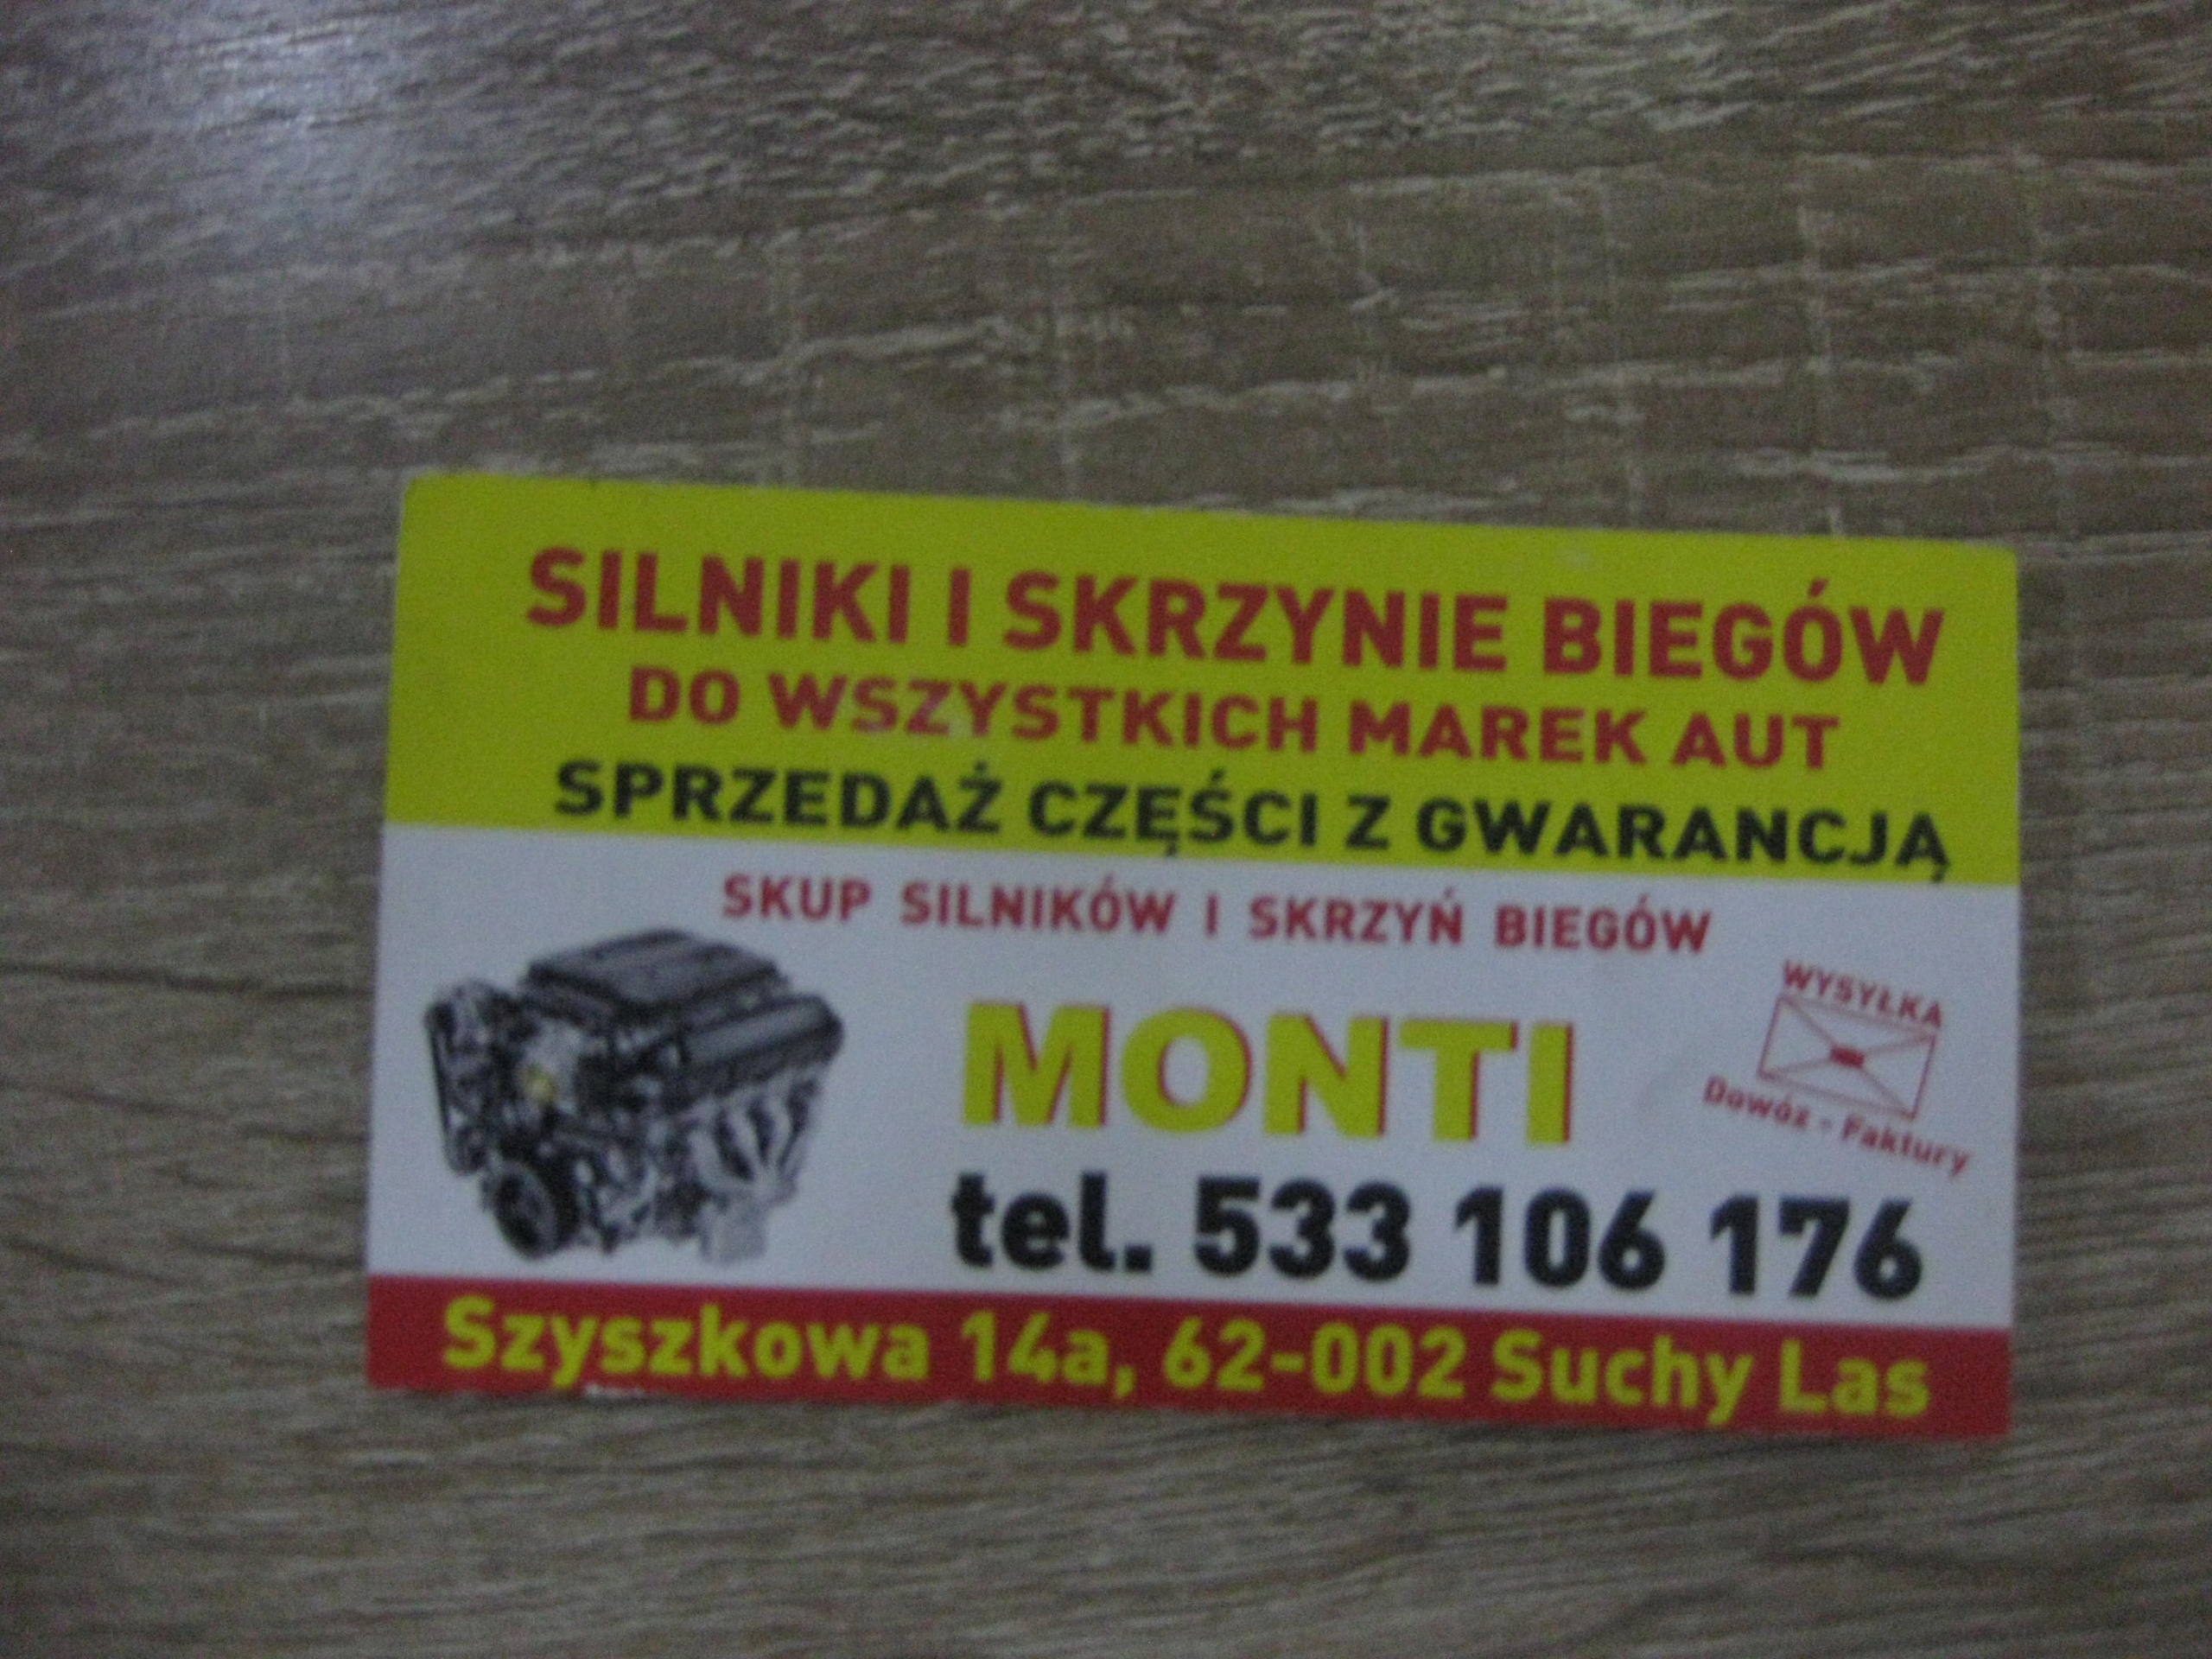 SILNIKI I SKRZYNIE BIEGÓW
DO WSZYSTKICH MAREK AUT
SPRZEDAŻ CZĘŚCI Z GWARANCJĄ
SKUP SILNIKÓW I SKRZYŃ BIEGÓW
WYSYŁKA
Dowóz - Faktury
MONTI
tel. 533 106 176
Szyszkowa 14a, 62-002 Suchy Las